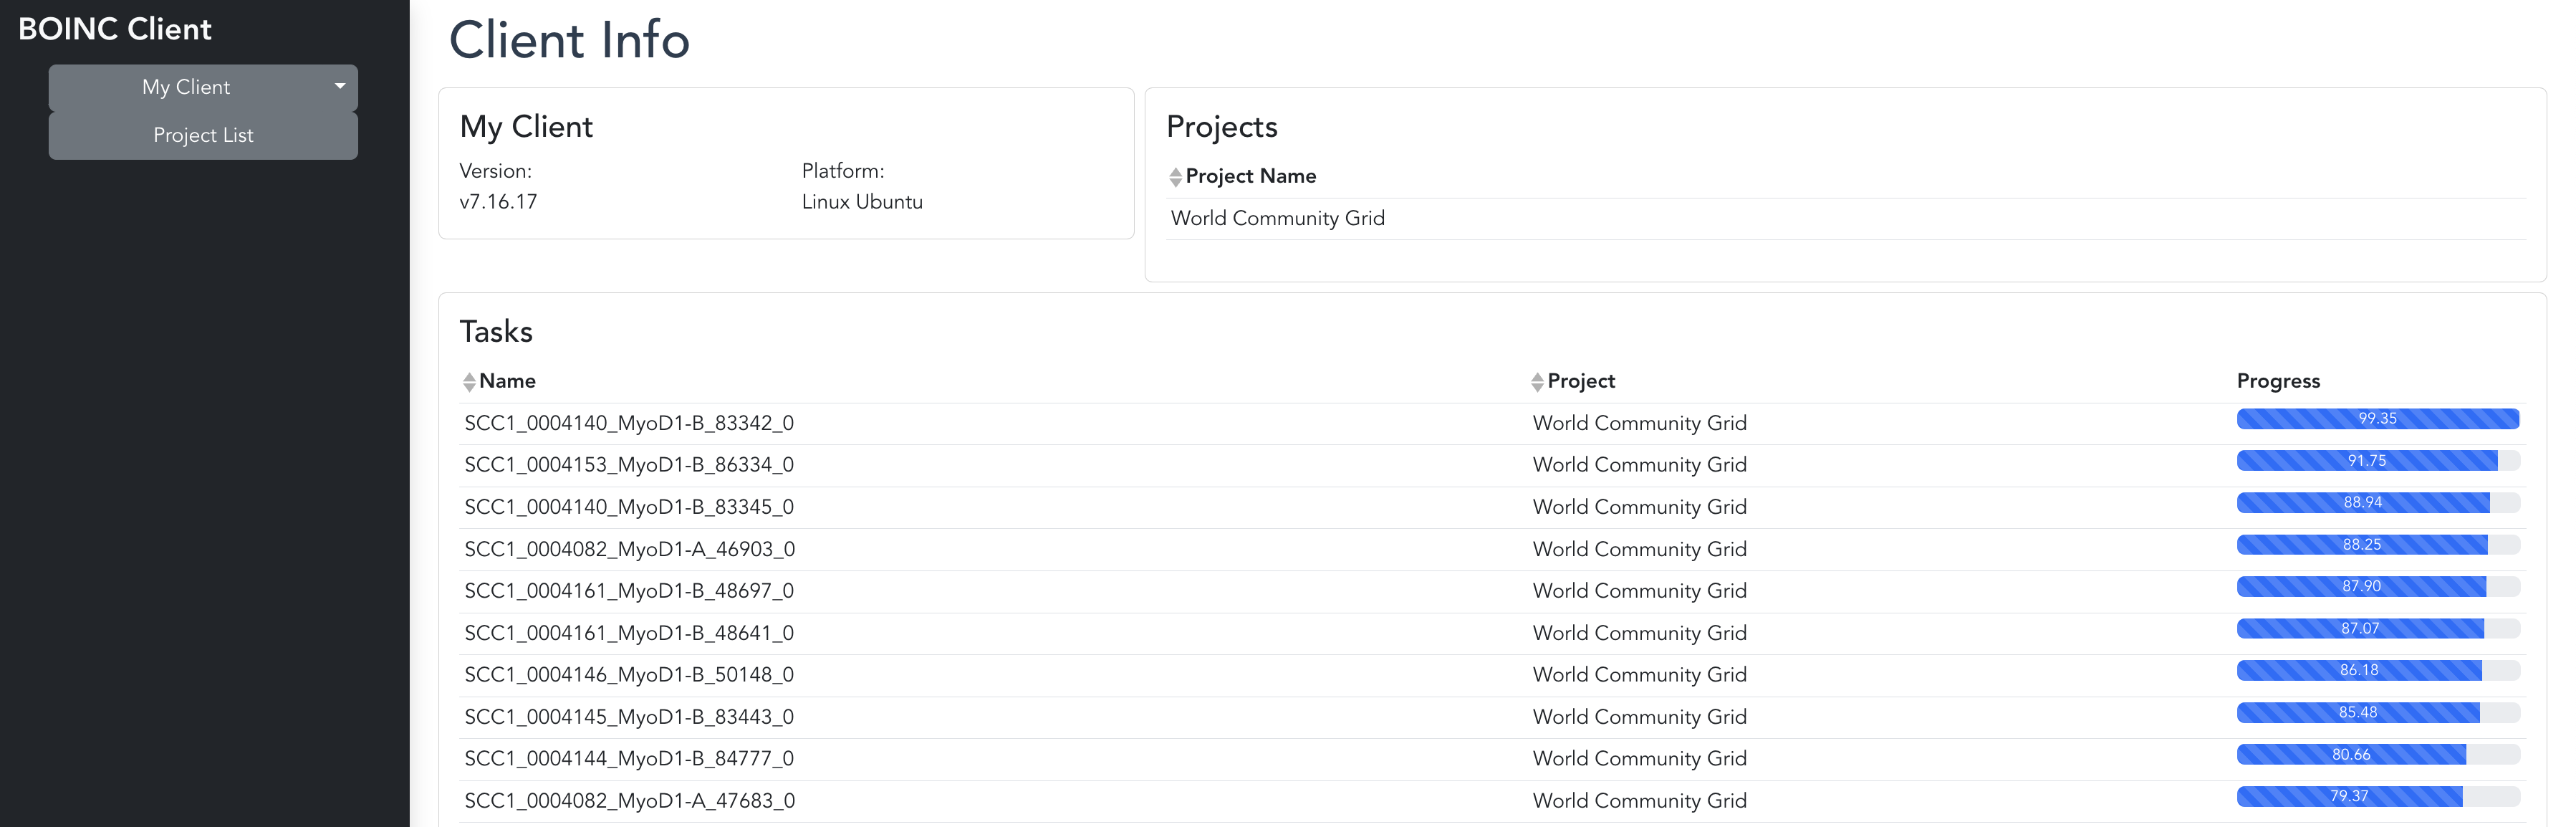 BOINC Client
My Client
Project List
Client Info
My Client
Version:
v7.16.17
Platform:
Linux Ubuntu
Projects
Project Name
World Community Grid
Tasks
Name Project Progress
SCC1_0004140_MyoD1-B_83342_0 World Community Grid 99.35
SCC1_0004153_MyoD1-B_86334_0 World Community Grid 91.75
SCC1_0004140_MyoD1-B_83345_0 World Community Grid 88.94
SCC1_0004082_MyoD1-A_46903_0 World Community Grid 88.25
SCC1_0004161_MyoD1-B_48697_0 World Community Grid 87.90
SCC1_0004161_MyoD1-B_48641_0 World Community Grid 87.07
SCC1_0004146_MyoD1-B_50148_0 World Community Grid 86.18
SCC1_0004145_MyoD1-B_83443_0 World Community Grid 85.48
SCC1_0004144_MyoD1-B_84777_0 World Community Grid 80.66
SCC1_0004082_MyoD1-A_47683_0 World Community Grid 79.37